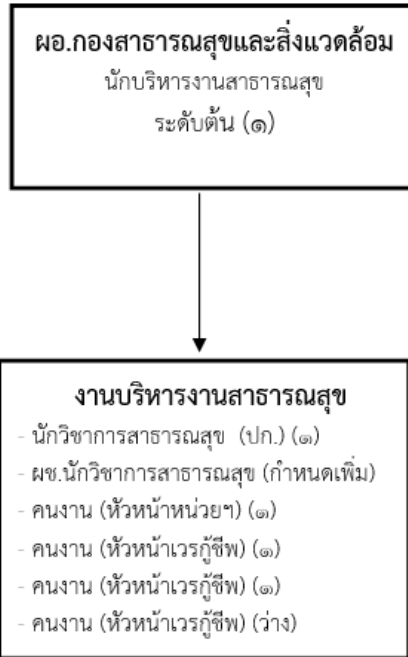 ผอ.กองสาธารณสุขและสิ่งแวดล้อม
นักบริหารงานสาธารณสุข
ระดับต้น (๑)
งานบริหารงานสาธารณสุข
- นักวิชาการสาธารณสุข (ปก.) (๑)
- ผช.นักวิชาการสาธารณสุข (กำหนดเพิ่ม)
- คนงาน (หัวหน้าหน่วยฯ) (๑)
- คนงาน (หัวหน้าเวรกู้ชีพ) (๑)
- คนงาน (หัวหน้าเวรกู้ชีพ) (๑)
- คนงาน (หัวหน้าเวรกู้ชีพ) (ว่าง)